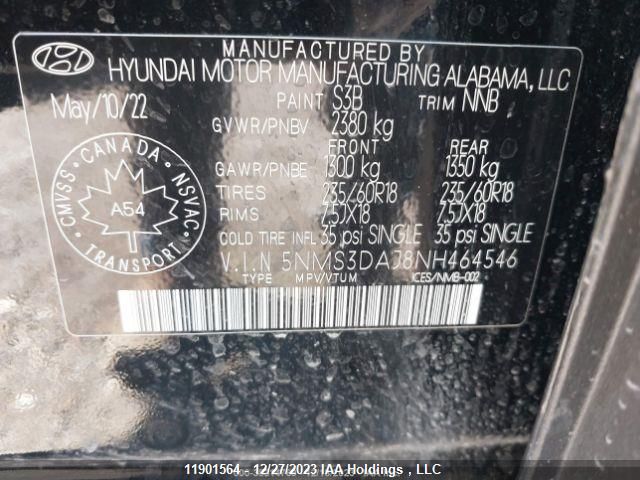 MANUFACTURED BY
HYUNDAI MOTOR MANUFACTURING ALABAMA, LLC
May/10/22 PAINT S3B TRIM NNB
GVWR/PNBV 2380 kg
FRONT REAR
GAWR/PNBE 1300 kg 1350 kg
TIRES 235/60R18 235/60R18
RIMS 7.5JX18 7.5JX18
COLD TIRE INFL 35 psi SINGLE 35 psi SINGLE
V.I.N 5NMS3DAJ8NH464546
TYPE MPV/VTUM ICES/NMB-002
CANADA
CMVSS NSVAC
A54
11901564 - 12/27/2023 IAA Holdings , LLC